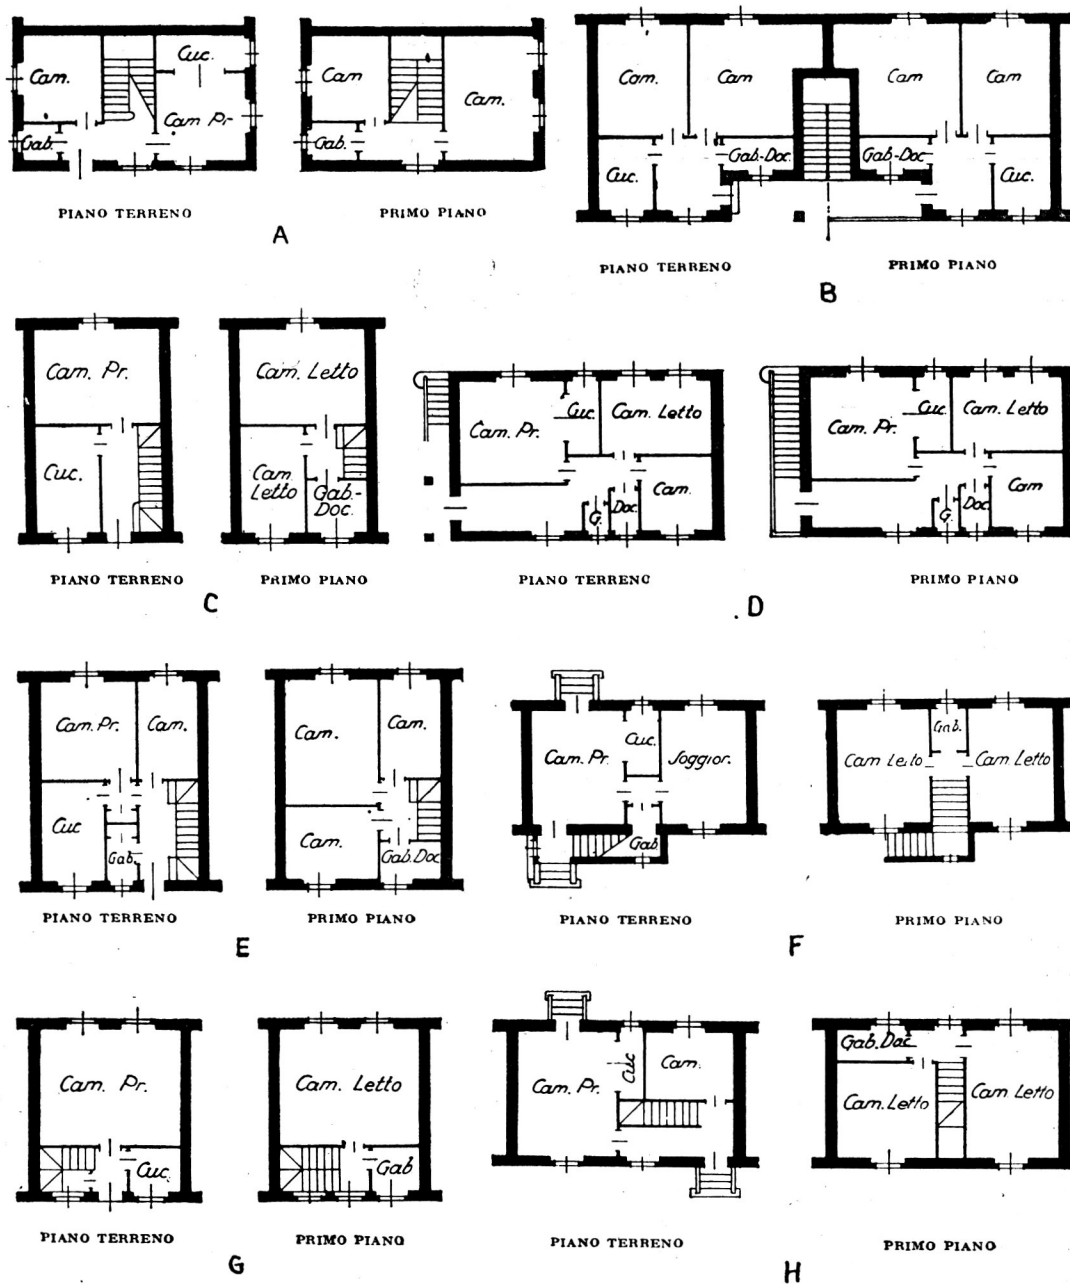 Cam.
Cuc.
Cam Pr
Gab.
PIANO TERRENO
Cam
Cam.
Gab.
PRIMO PIANO
A
Cam.
Cam
Cuc.
Gab-Doc.
PIANO TERRENO
Cam
Cam
Gab-Doc
Cuc.
PRIMO PIANO
B
Cam. Pr.
Cuc.
PIANO TERRENO
Cam. Letto
Cam
Letto
Gab.-
Doc.
PRIMO PIANO
C
Cuc.
Cam. Letto
Cam. Pr.
Cam.
G.
Doc.
PIANO TERRENO
Cuc.
Cam. Letto
Cam. Pr.
Cam
G.
Doc.
PRIMO PIANO
D
Cam. Pr.
Cam.
Cuc
Gab.
PIANO TERRENO
Cam.
Cam.
Cam.
Gab. Doc
PRIMO PIANO
E
Cuc.
Cam. Pr.
Soggior.
Gab
PIANO TERRENO
Gab.
Cam Letto
Cam Letto
PRIMO PIANO
F
Cam. Pr.
Cuc.
PIANO TERRENO
Cam. Letto
Gab
PRIMO PIANO
G
Cam. Pr.
Cuc
Cam.
PIANO TERRENO
Gab. Doc
Cam. Letto
Cam Letto
PRIMO PIANO
H